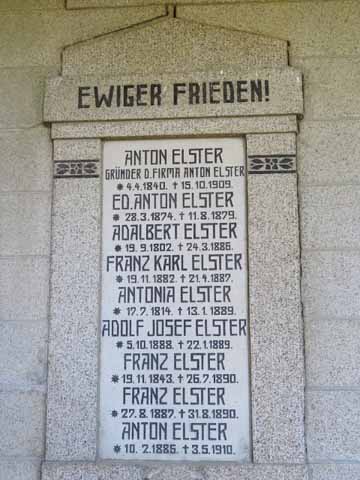 EWIGER FRIEDEN!
ANTON ELSTER
GRÜNDER D. FIRMA ANTON ELSTER
* 4.4.1840. † 15.10.1909.
ED. ANTON ELSTER
* 28.3.1874. † 11.8.1879.
ADALBERT ELSTER
* 19.9.1802. † 24.3.1886.
FRANZ KARL ELSTER
* 19.11.1882. † 21.4.1887.
ANTONIA ELSTER
* 17.7.1814. † 13.1.1889.
ADOLF JOSEF ELSTER
* 5.10.1888. † 22.1.1889.
FRANZ ELSTER
* 19.11.1843. † 26.7.1890.
FRANZ ELSTER
* 27.8.1887. † 31.8.1890.
ANTON ELSTER
* 10.2.1885. † 3.5.1910.